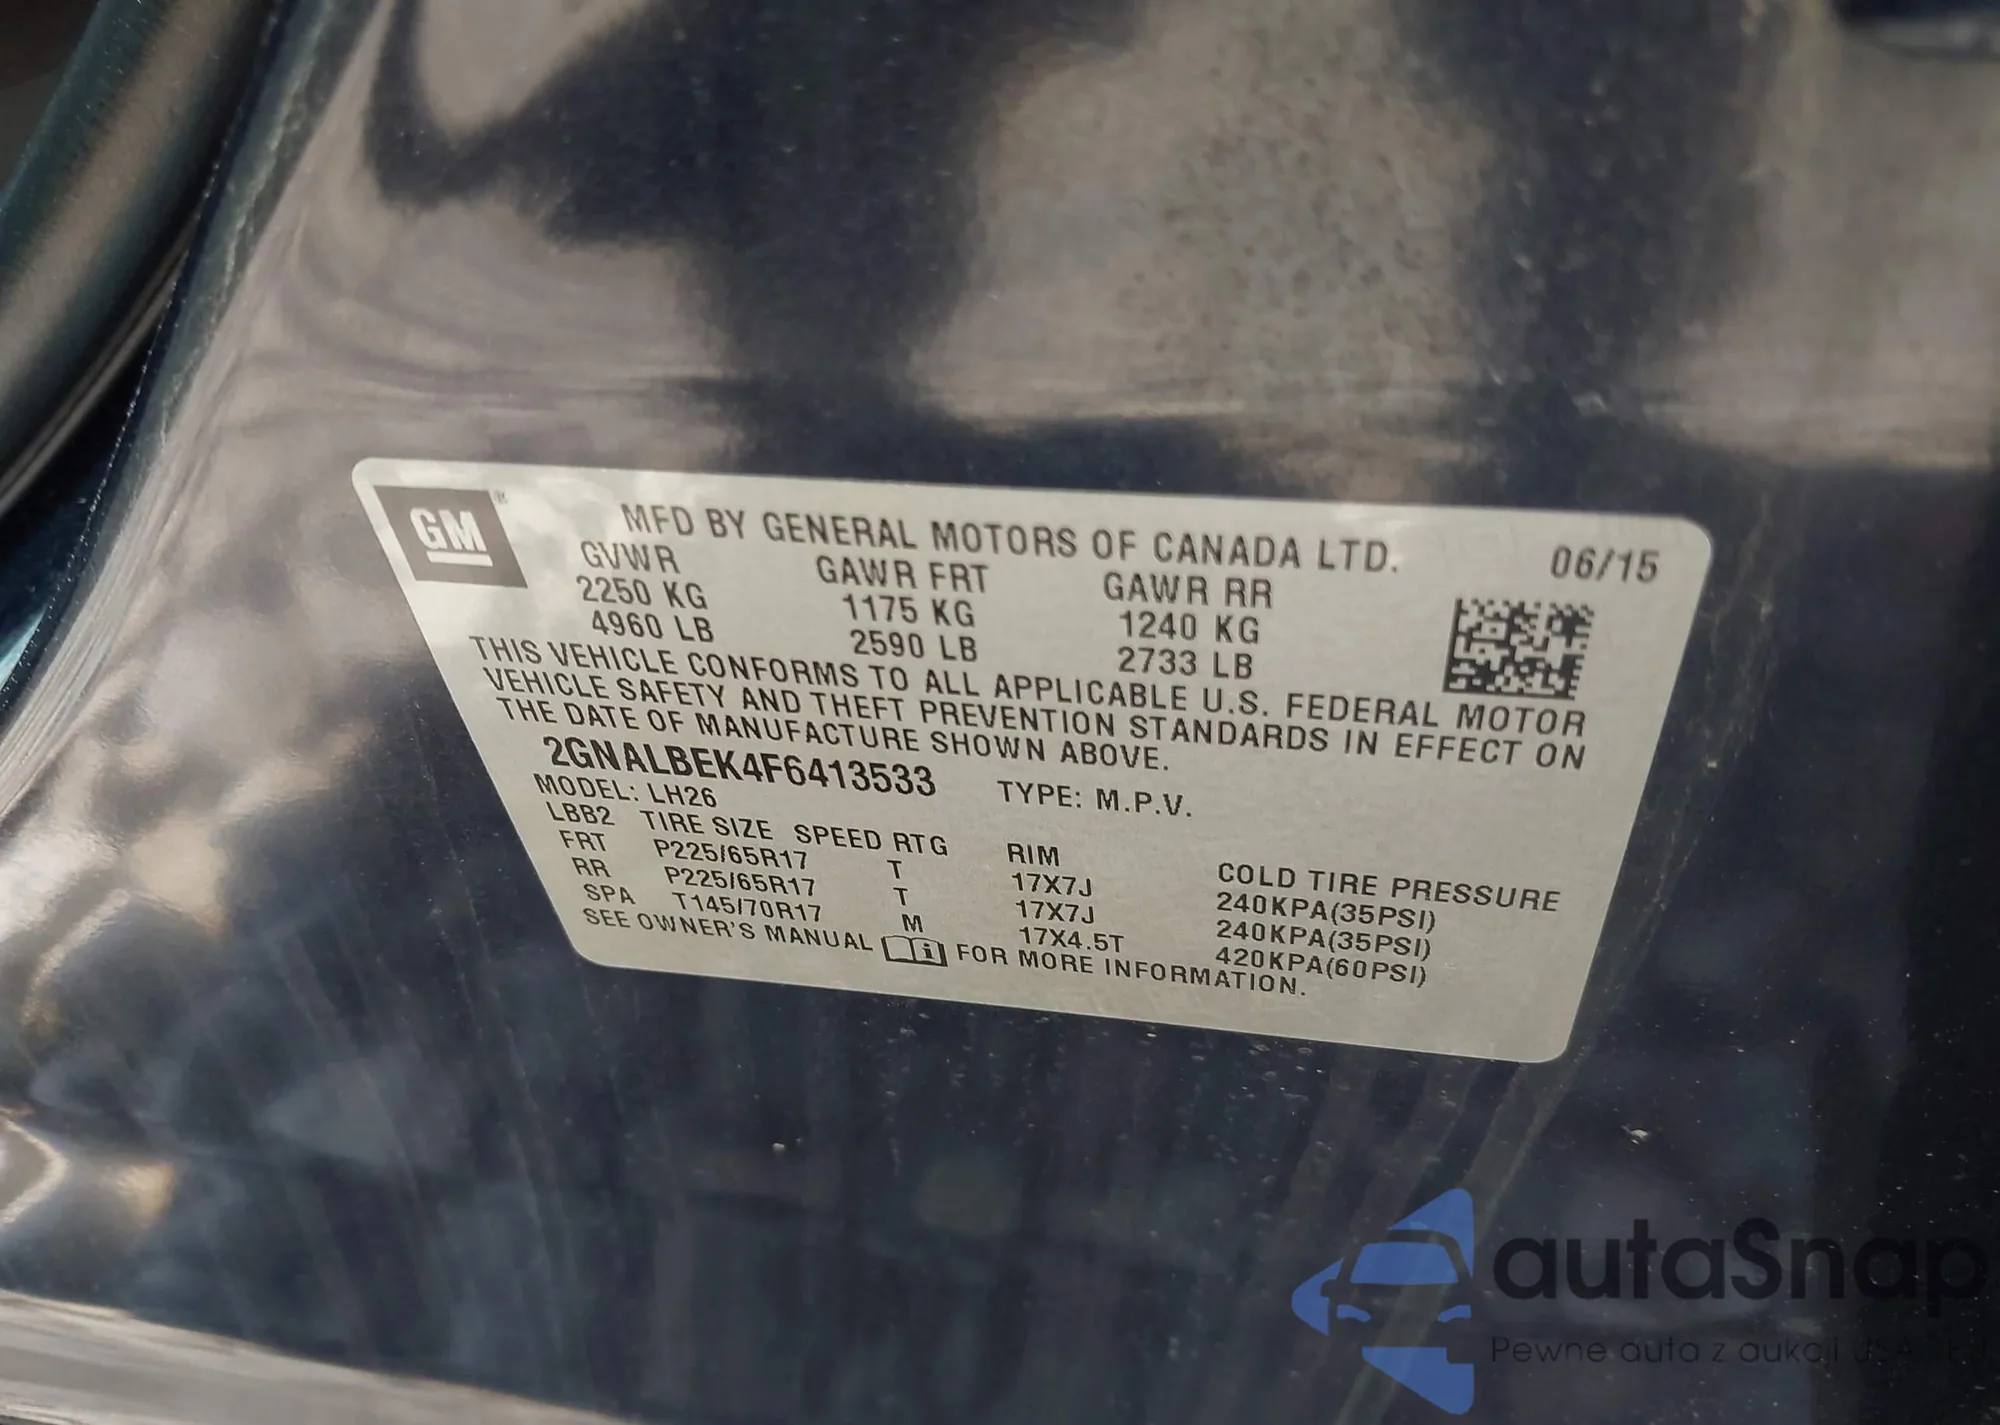 GM®
MFD BY GENERAL MOTORS OF CANADA LTD. 06/15
GVWR GAWR FRT GAWR RR
2250 KG 1175 KG 1240 KG
4960 LB 2590 LB 2733 LB
THIS VEHICLE CONFORMS TO ALL APPLICABLE U.S. FEDERAL MOTOR
VEHICLE SAFETY AND THEFT PREVENTION STANDARDS IN EFFECT ON
THE DATE OF MANUFACTURE SHOWN ABOVE.
2GNALBEK4F6413533 TYPE: M.P.V.
MODEL: LH26
LBB2 TIRE SIZE SPEED RTG RIM COLD TIRE PRESSURE
FRT P225/65R17 T 17X7J 240KPA(35PSI)
RR P225/65R17 T 17X7J 240KPA(35PSI)
SPA T145/70R17 M 17X4.5T 420KPA(60PSI)
SEE OWNER'S MANUAL FOR MORE INFORMATION.
autaSnap
Pewne auta z aukcji